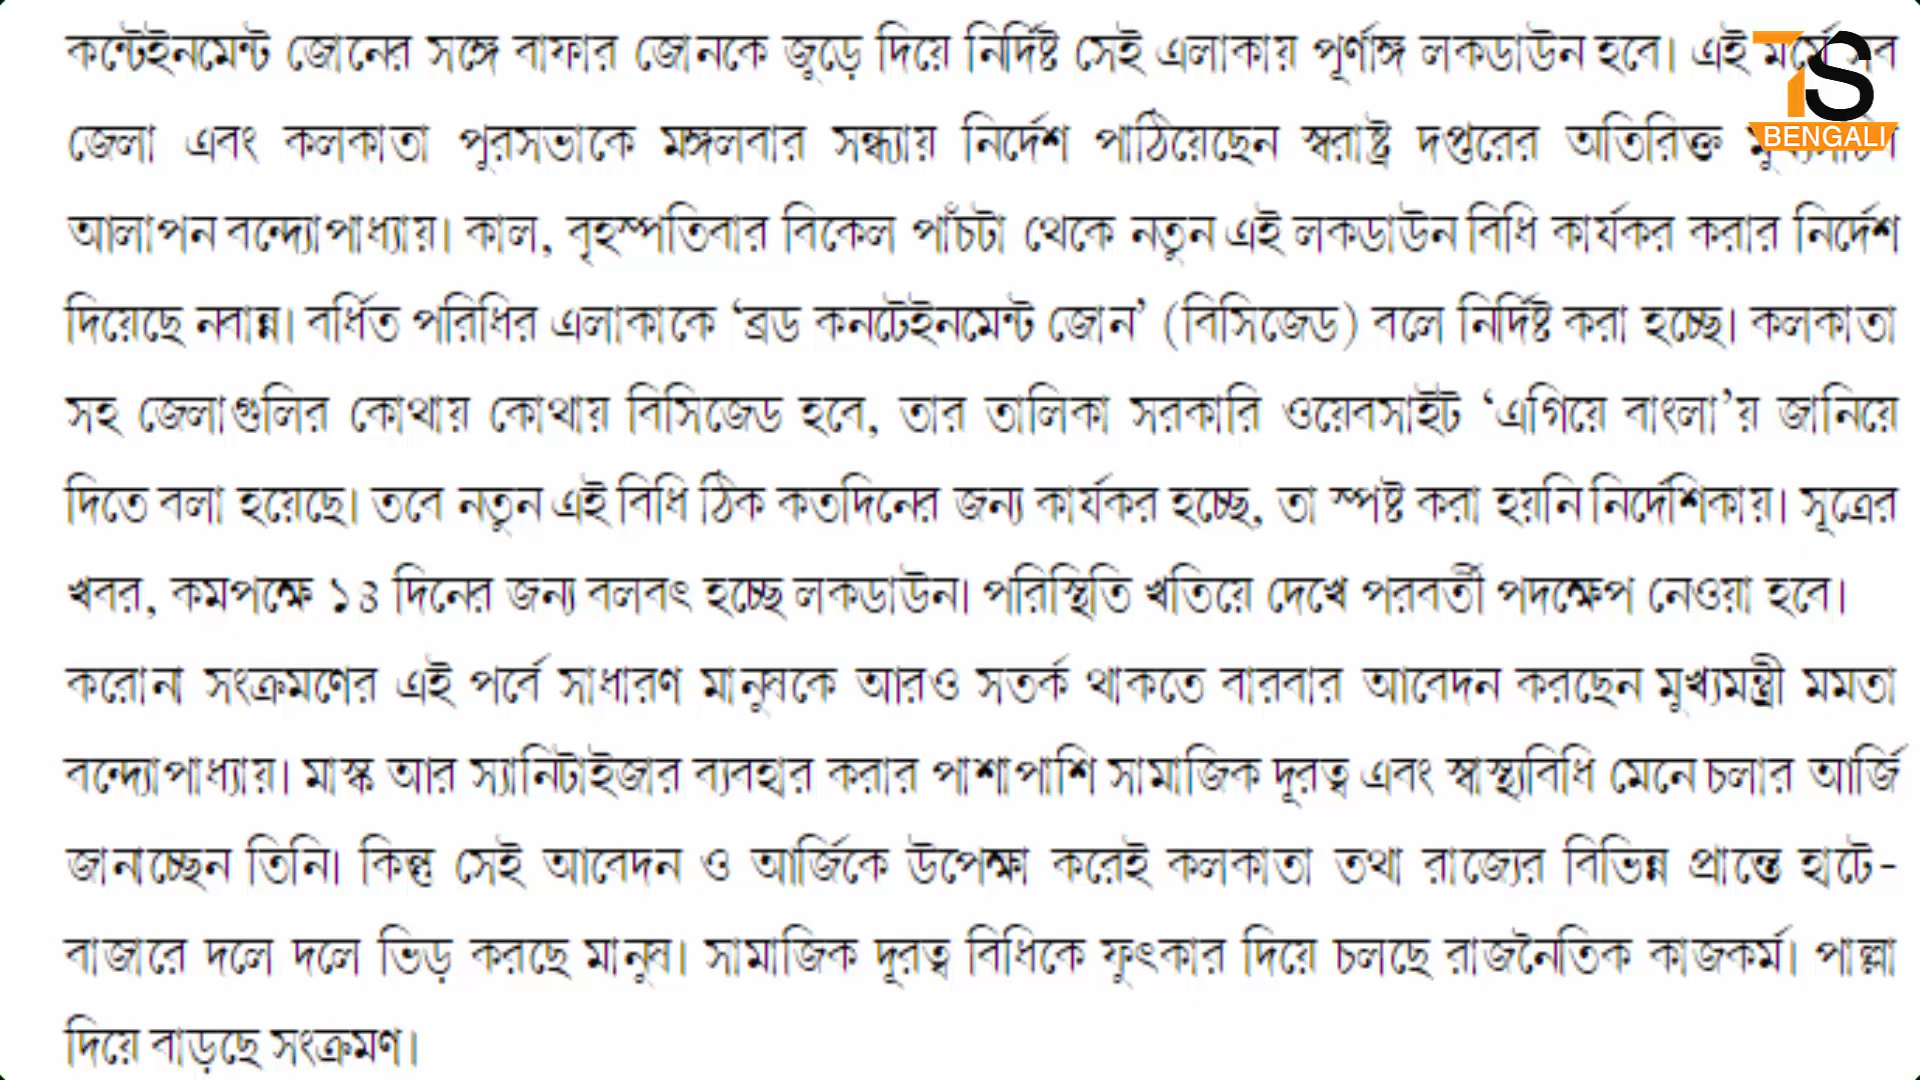 কন্টেইনমেন্ট জোনের সঙ্গে বাফার জোনকে জুড়ে দিয়ে নির্দিষ্ট সেই এলাকায় পূর্ণাঙ্গ লকডাউন হবে। এই মর্মে সব
TS
জেলা এবং কলকাতা পুরসভাকে মঙ্গলবার সন্ধ্যায় নির্দেশ পাঠিয়েছেন স্বরাষ্ট্র দপ্তরের অতিরিক্ত
BENGALI
আলাপন বন্দ্যোপাধ্যায়। কাল, বৃহস্পতিবার বিকেল পাঁচটা থেকে নতুন এই লকডাউন বিধি কার্যকর করার নির্দেশ
দিয়েছে নবান্ন। বর্ধিত পরিধির এলাকাকে ‘ব্রড কনটেইনমেন্ট জোন’ (বিসিজেড) বলে নির্দিষ্ট করা হচ্ছে। কলকাতা
সহ জেলাগুলির কোথায় কোথায় বিসিজেড হবে, তার তালিকা সরকারি ওয়েবসাইট ‘এগিয়ে বাংলা’য় জানিয়ে
দিতে বলা হয়েছে। তবে নতুন এই বিধি ঠিক কতদিনের জন্য কার্যকর হচ্ছে, তা স্পষ্ট করা হয়নি নির্দেশিকায়। সূত্রের
খবর, কমপক্ষে ১৪ দিনের জন্য বলবৎ হচ্ছে লকডাউন। পরিস্থিতি খতিয়ে দেখে পরবর্তী পদক্ষেপ নেওয়া হবে।
করোনা সংক্রমণের এই পর্বে সাধারণ মানুষকে আরও সতর্ক থাকতে বারবার আবেদন করছেন মুখ্যমন্ত্রী মমতা
বন্দ্যোপাধ্যায়। মাস্ক আর স্যানিটাইজার ব্যবহার করার পাশাপাশি সামাজিক দূরত্ব এবং স্বাস্থ্যবিধি মেনে চলার আর্জি
জানাচ্ছেন তিনি। কিন্তু সেই আবেদন ও আর্জিকে উপেক্ষা করেই কলকাতা তথা রাজ্যের বিভিন্ন প্রান্তে হাটে-
বাজারে দলে দলে ভিড় করছে মানুষ। সামাজিক দূরত্ব বিধিকে ফুৎকার দিয়ে চলছে রাজনৈতিক কাজকর্ম। পাল্লা
দিয়ে বাড়ছে সংক্রমণ।